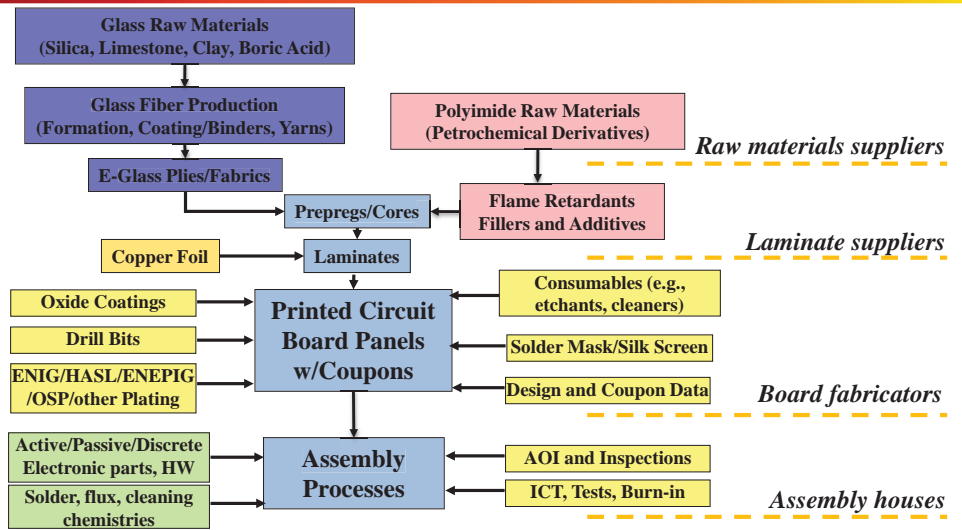 Glass Raw Materials
(Silica, Limestone, Clay, Boric Acid)
Glass Fiber Production
(Formation, Coating/Binders, Yarns)
Polyimide Raw Materials
(Petrochemical Derivatives)
Raw materials suppliers
E-Glass Plies/Fabrics
Prepregs/Cores
Flame Retardants
Fillers and Additives
Laminate suppliers
Copper Foil
Laminates
Oxide Coatings
Drill Bits
ENIG/HASL/ENEPIG
/OSP/other Plating
Printed Circuit
Board Panels
w/Coupons
Consumables (e.g.,
etchants, cleaners)
Solder Mask/Silk Screen
Design and Coupon Data
Board fabricators
Active/Passive/Discrete
Electronic parts, HW
Solder, flux, cleaning
chemistries
Assembly
Processes
AOI and Inspections
ICT, Tests, Burn-in
Assembly houses